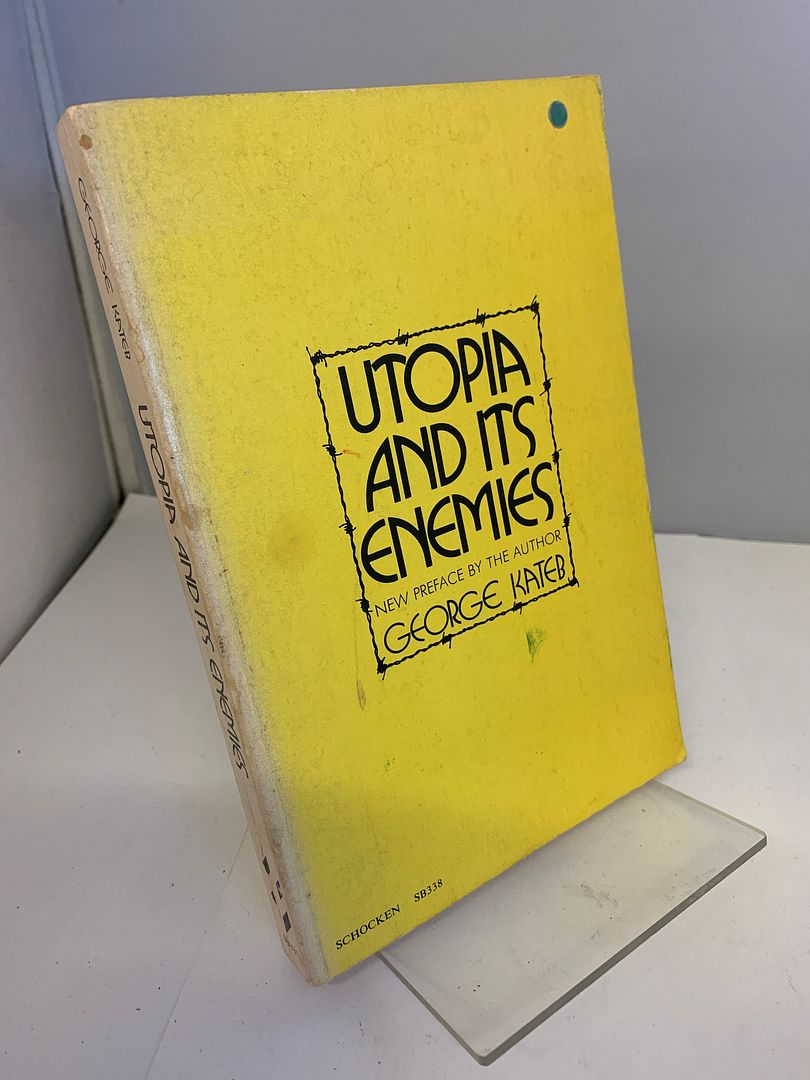 UTOPIA
AND ITS
ENEMIES
NEW PREFACE BY THE AUTHOR
GEORGE KATEB
SCHOCKEN SB338
GEORGE KATEB UTOPIA AND ITS ENEMIES